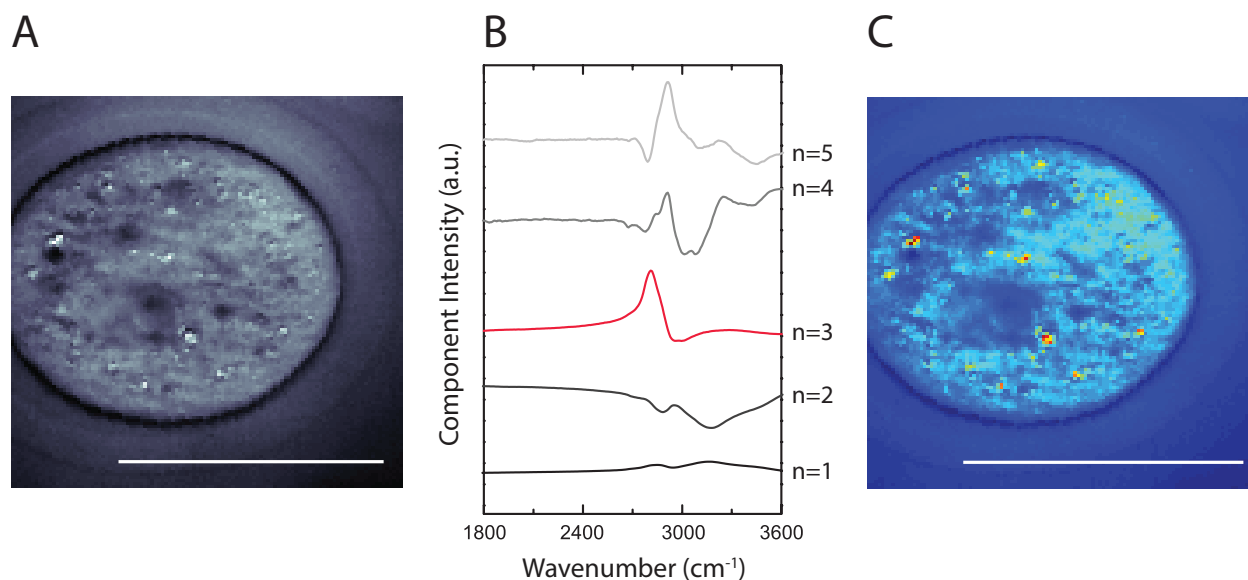 A
B
C
n=5
n=4
n=3
n=2
n=1
Component Intensity (a.u.)
1800 2400 3000 3600
Wavenumber (cm⁻¹)